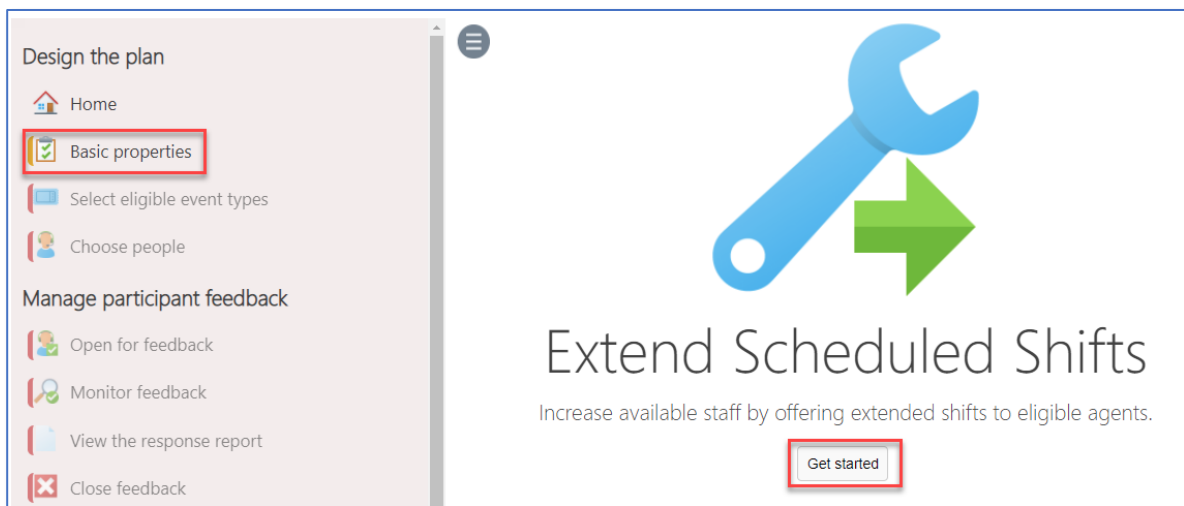 Design the plan
Home
Basic properties
Select eligible event types
Choose people
Manage participant feedback
Open for feedback
Monitor feedback
View the response report
Close feedback
Extend Scheduled Shifts
Increase available staff by offering extended shifts to eligible agents.
Get started